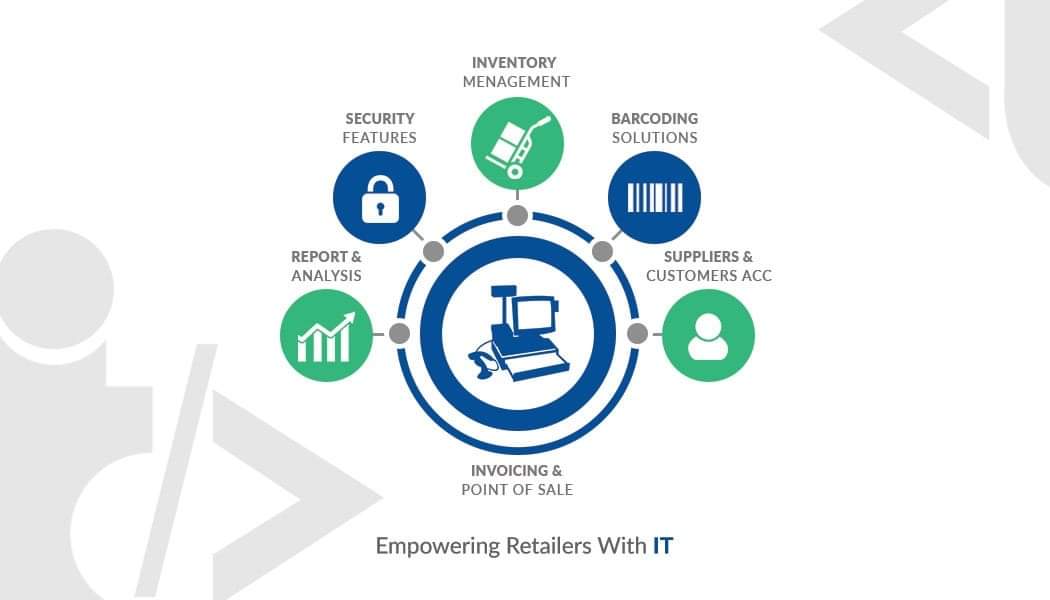 INVENTORY
MENAGEMENT
SECURITY
FEATURES
BARCODING
SOLUTIONS
REPORT &
ANALYSIS
SUPPLIERS &
CUSTOMERS ACC
INVOICING &
POINT OF SALE
Empowering Retailers With IT